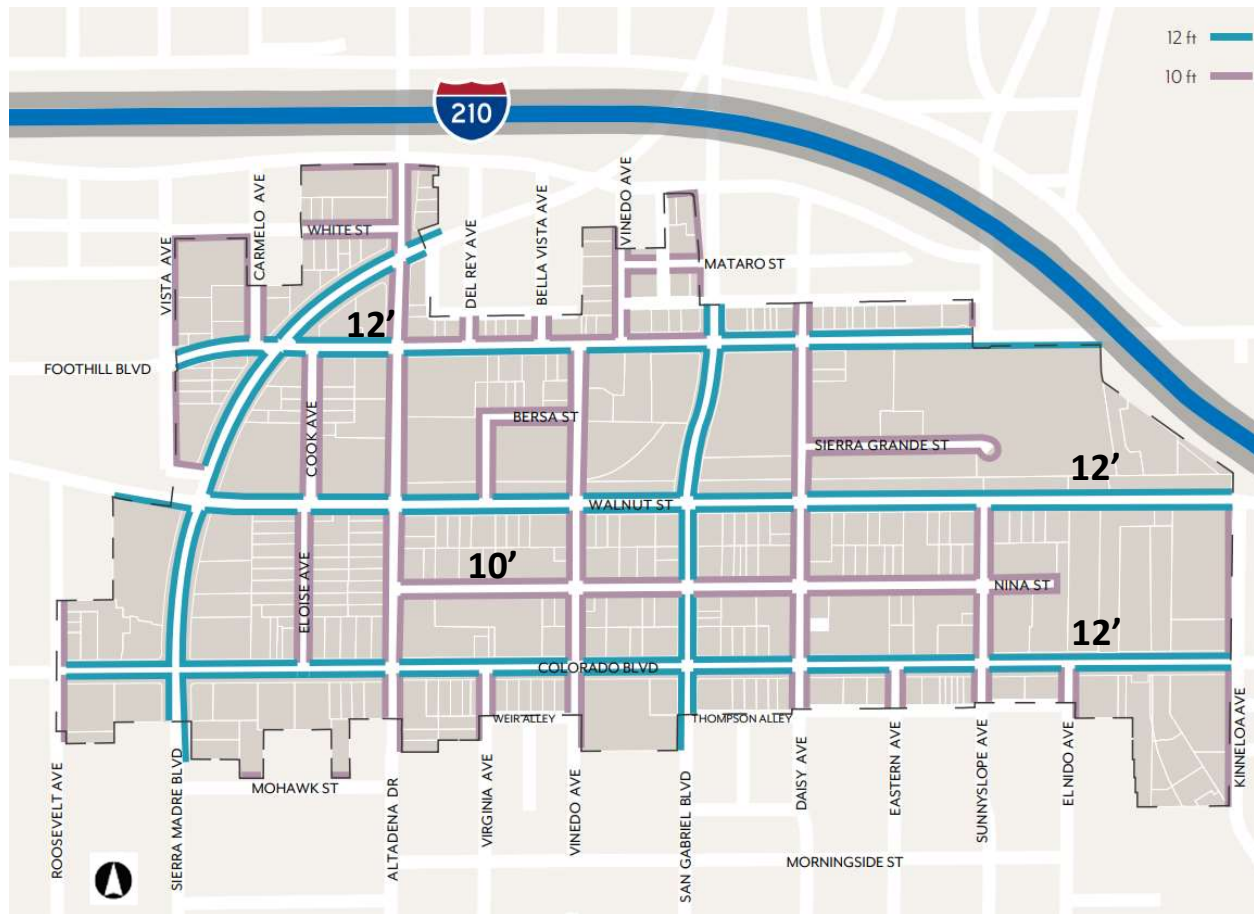 12 ft
10 ft
210
VISTA AVE
CARMELO AVE
WHITE ST
DEL REY AVE
BELLA VISTA AVE
VINEDO AVE
MATARO ST
12’
FOOTHILL BLVD
COOK AVE
BERSA ST
SIERRA GRANDE ST
12’
WALNUT ST
ELOISE AVE
10’
NINA ST
12’
COLORADO BLVD
WEIR ALLEY
THOMPSON ALLEY
ROOSEVELT AVE
SIERRA MADRE BLVD
MOHAWK ST
ALTADENA DR
VIRGINIA AVE
VINEDO AVE
SAN GABRIEL BLVD
DAISY AVE
EASTERN AVE
SUNNYSLOPE AVE
EL NIDO AVE
KINNELOA AVE
MORNINGSIDE ST